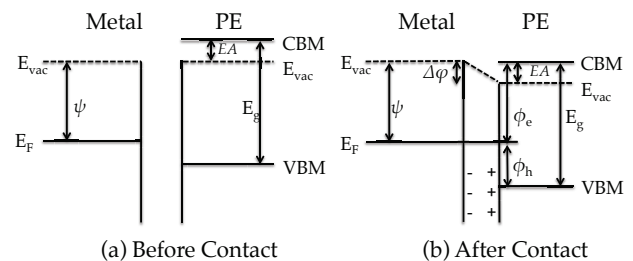 Metal PE
E_vac
ψ
E_F
EA
E_g
CBM
E_vac
VBM
(a) Before Contact
Metal PE
E_vac
Δφ
ψ
E_F
EA
ϕ_e
ϕ_h
E_g
CBM
E_vac
VBM
- +
- +
- +
(b) After Contact